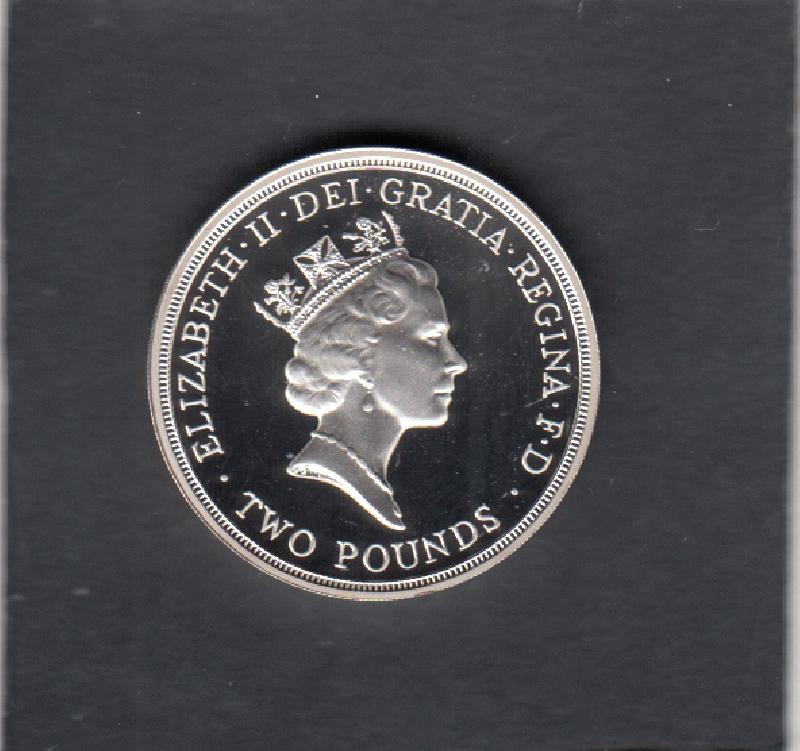 ELIZABETH·II·DEI·GRATIA·REGINA·F·D·
TWO POUNDS